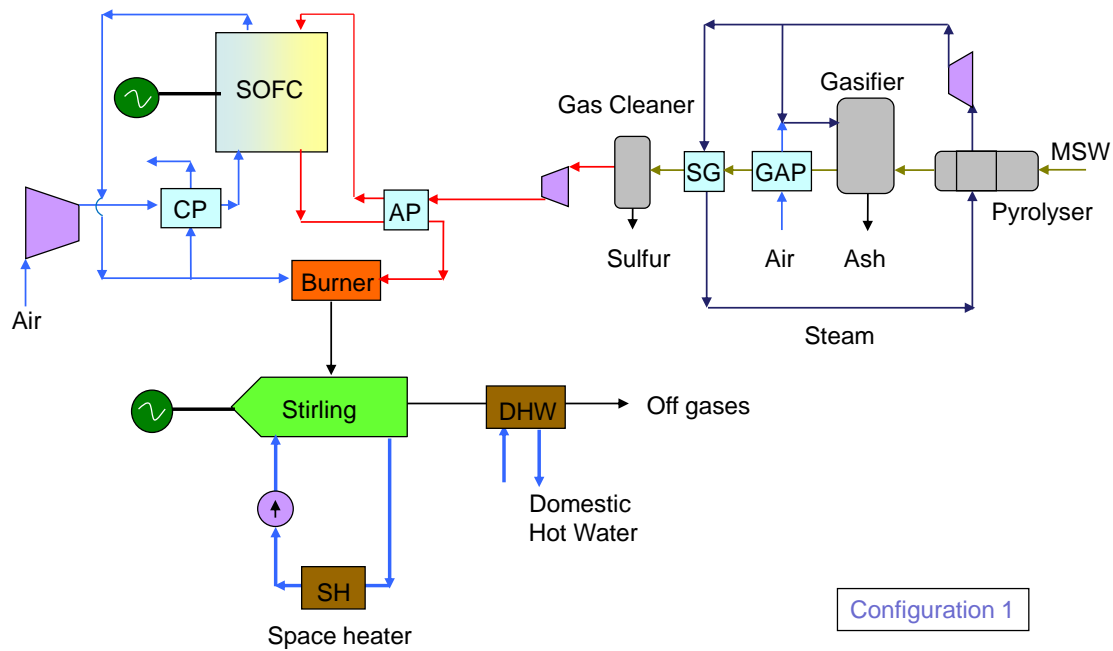 SOFC
Gas Cleaner
Gasifier
MSW
CP
AP
SG
GAP
Pyrolyser
Sulfur
Air
Ash
Burner
Air
Steam
Stirling
DHW
Off gases
Domestic
Hot Water
SH
Space heater
Configuration 1